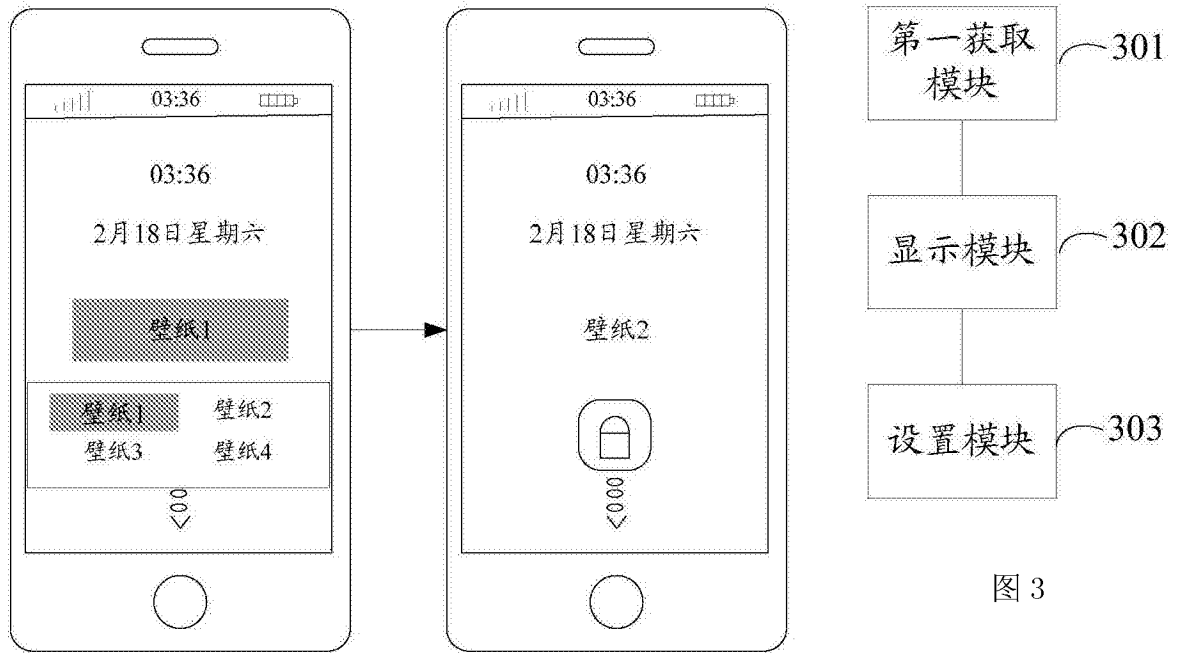 03:36
03:36
2月18日星期六
壁纸1
壁纸1 壁纸2
壁纸3 壁纸4
03:36
03:36
2月18日星期六
壁纸2
第一获取
模块
301
显示模块
302
设置模块
303
图 3